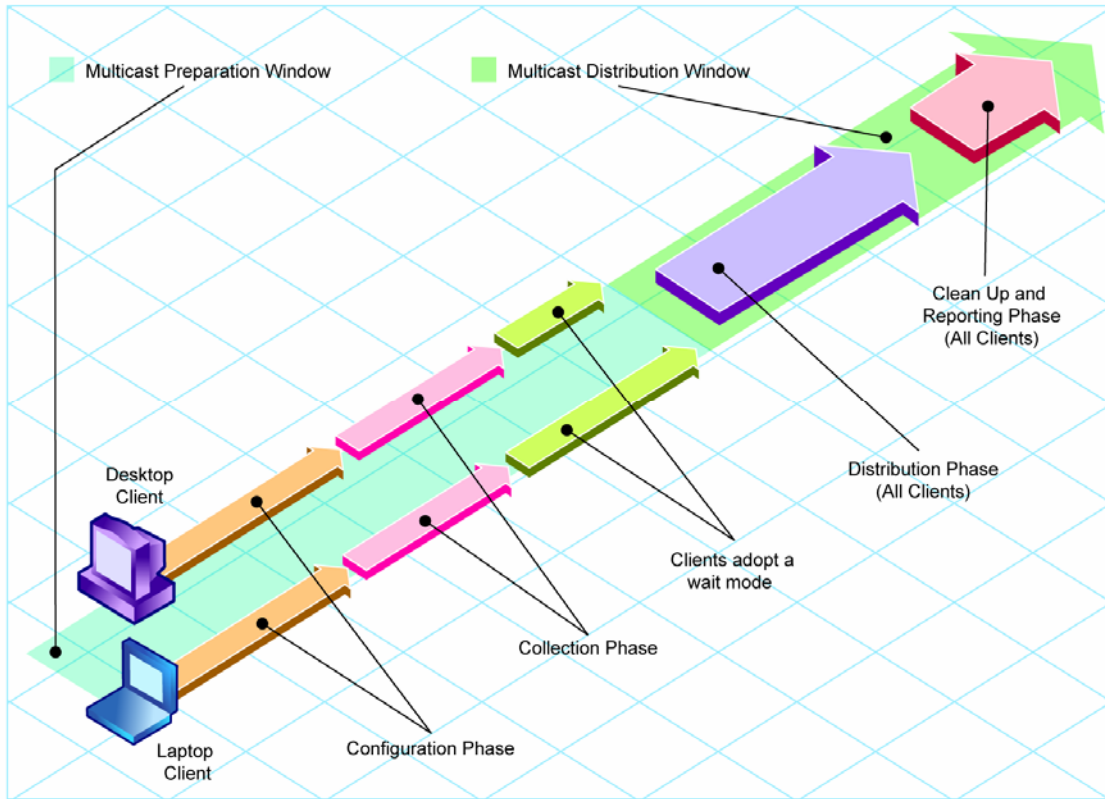 Multicast Preparation Window
Multicast Distribution Window
Clean Up and
Reporting Phase
(All Clients)
Desktop
Client
Distribution Phase
(All Clients)
Clients adopt a
wait mode
Collection Phase
Configuration Phase
Laptop
Client